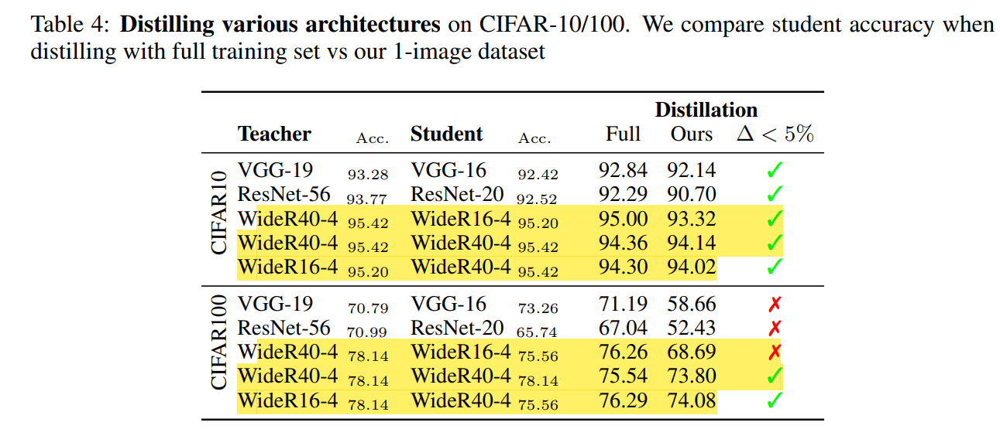 Table 4: Distilling various architectures on CIFAR-10/100. We compare student accuracy when
distilling with full training set vs our 1-image dataset
Distillation
Teacher Acc. Student Acc. Full Ours Δ < 5%
CIFAR10
VGG-19 93.28 VGG-16 92.42 92.84 92.14 ✓
ResNet-56 93.77 ResNet-20 92.52 92.29 90.70 ✓
WideR40-4 95.42 WideR16-4 95.20 95.00 93.32 ✓
WideR40-4 95.42 WideR40-4 95.42 94.36 94.14 ✓
WideR16-4 95.20 WideR40-4 95.42 94.30 94.02 ✓
CIFAR100
VGG-19 70.79 VGG-16 73.26 71.19 58.66 ✗
ResNet-56 70.99 ResNet-20 65.74 67.04 52.43 ✗
WideR40-4 78.14 WideR16-4 75.56 76.26 68.69 ✗
WideR40-4 78.14 WideR40-4 78.14 75.54 73.80 ✓
WideR16-4 78.14 WideR40-4 75.56 76.29 74.08 ✓